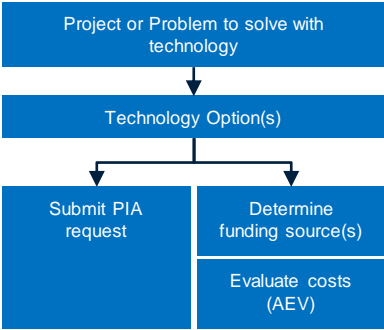 Project or Problem to solve with
technology
Technology Option(s)
Submit PIA
request
Determine
funding source(s)
Evaluate costs
(AEV)